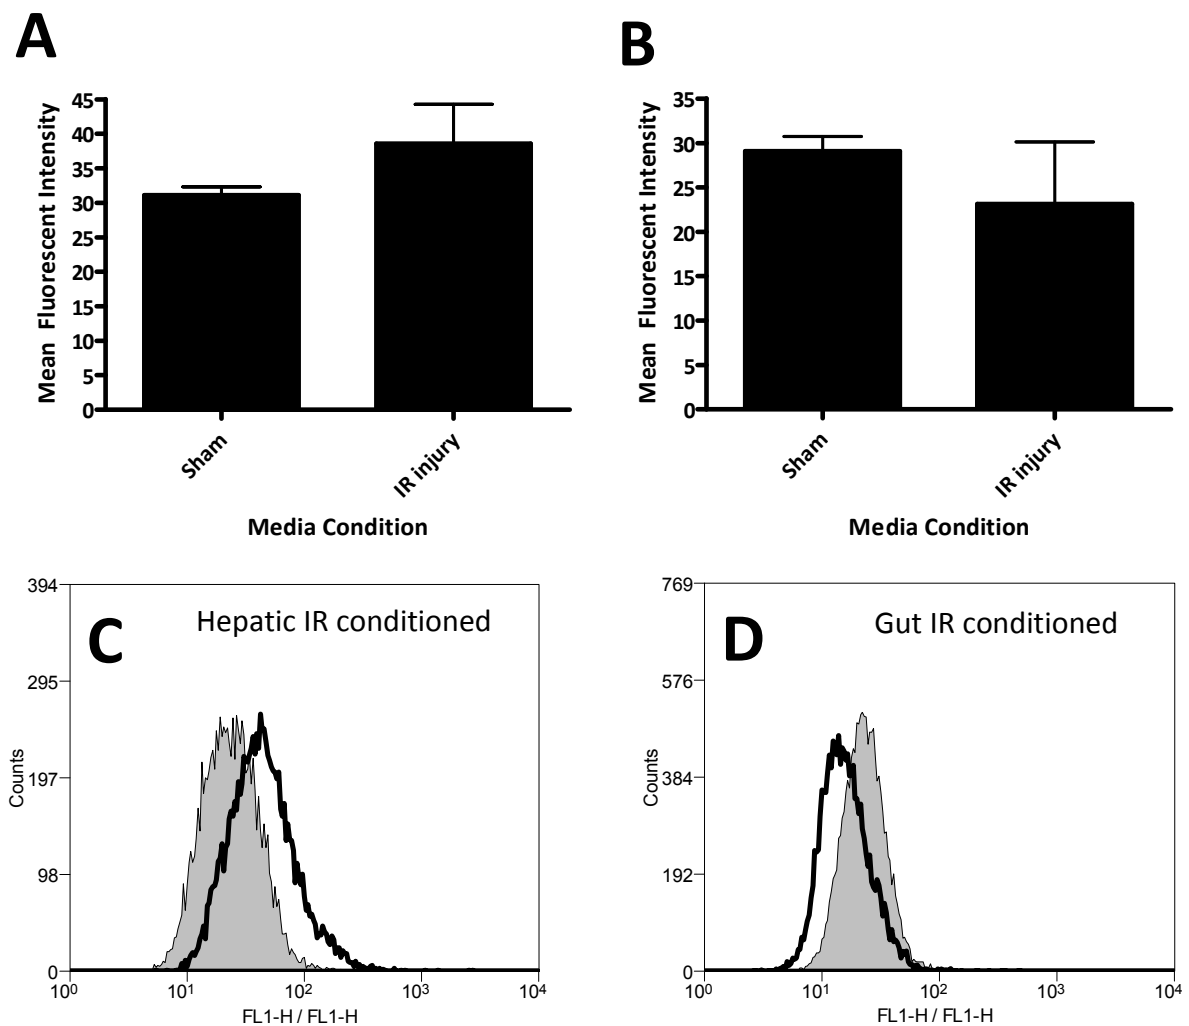 A
Mean Fluorescent Intensity
45
40
35
30
25
20
15
10
5
0
Sham
IR injury
Media Condition
B
Mean Fluorescent Intensity
35
30
25
20
15
10
5
0
Sham
IR injury
Media Condition
C
Hepatic IR conditioned
Counts
394
295
197
98
0
10⁰ 10¹ 10² 10³ 10⁴
FL1-H / FL1-H
D
Gut IR conditioned
Counts
769
576
384
192
0
10⁰ 10¹ 10² 10³ 10⁴
FL1-H / FL1-H